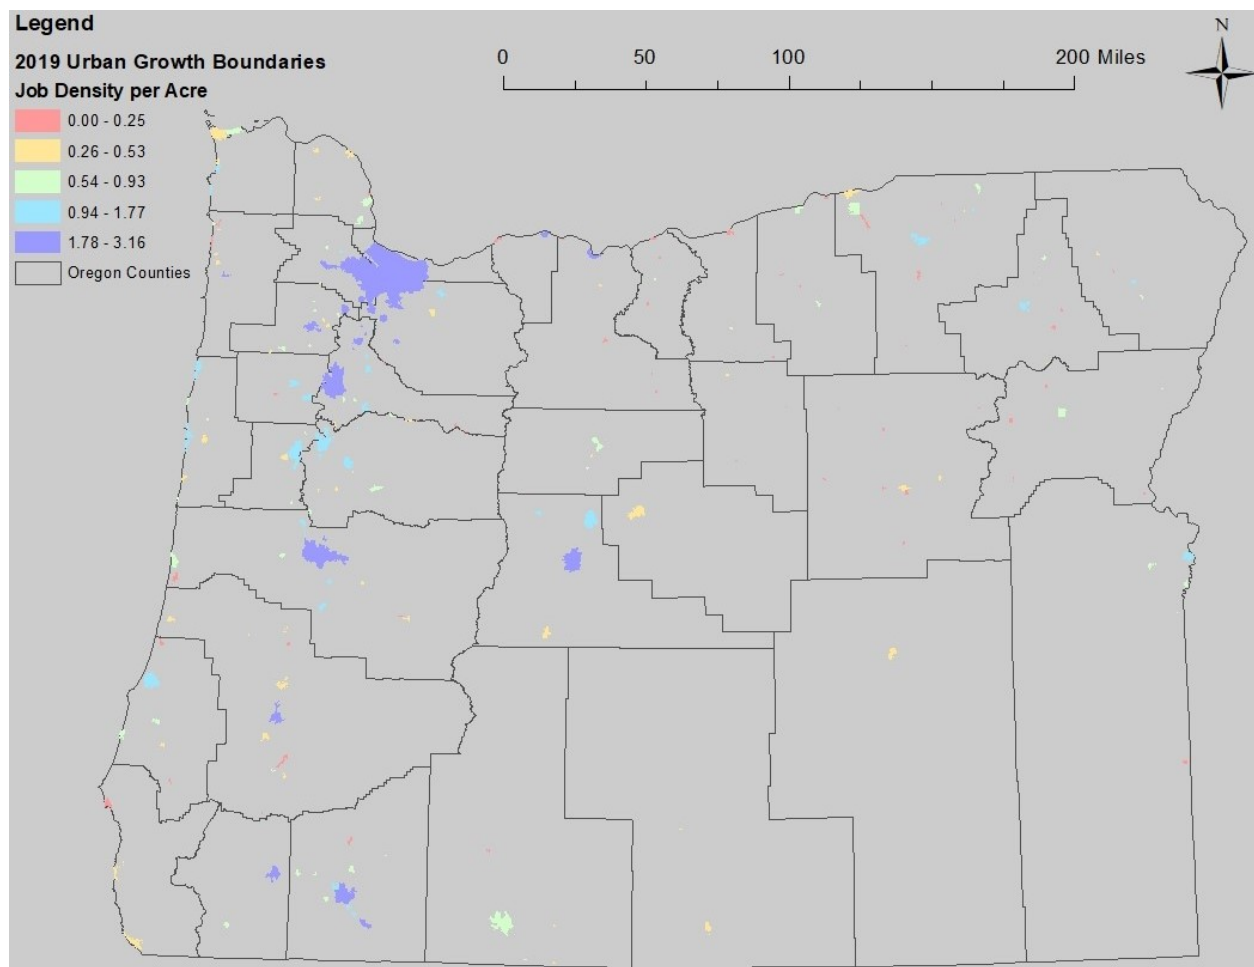 Legend
2019 Urban Growth Boundaries
Job Density per Acre
0.00 - 0.25
0.26 - 0.53
0.54 - 0.93
0.94 - 1.77
1.78 - 3.16
Oregon Counties
0 50 100 200 Miles
N